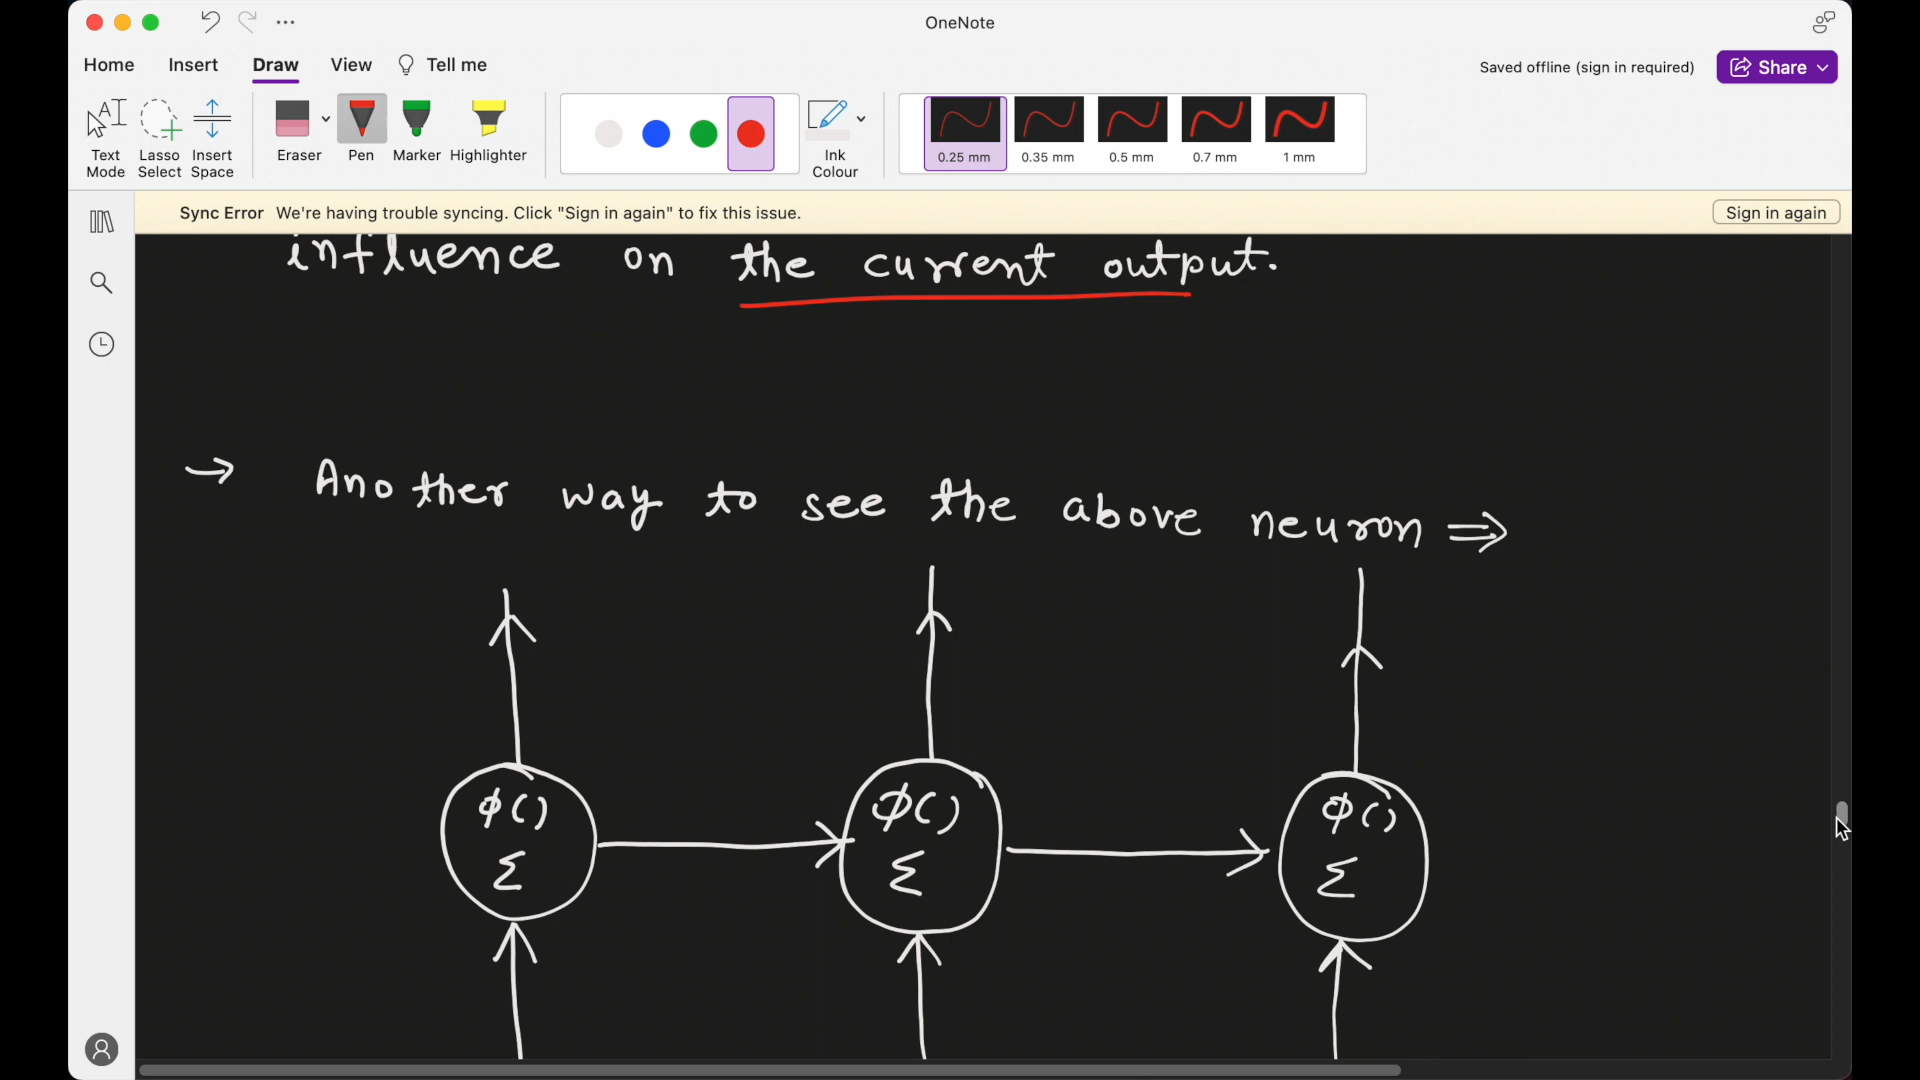 OneNote
Home Insert Draw View Tell me
Saved offline (sign in required) Share
Text Mode
Lasso Select
Insert Space
Eraser Pen Marker Highlighter
Ink Colour
0.25 mm 0.35 mm 0.5 mm 0.7 mm 1 mm
Sync Error We're having trouble syncing. Click "Sign in again" to fix this issue. Sign in again
influence on the current output.
→ Another way to see the above neuron ⇒
Φ() Φ() Φ()
Σ Σ Σ